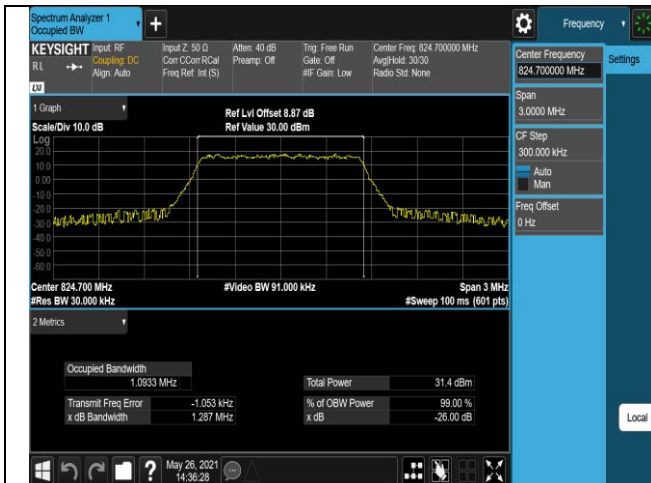 Spectrum Analyzer 1
Occupied BW
Frequency
KEYSIGHT
RL
Input: RF
Coupling: DC
Align: Auto
Input Z: 50 Ω
Corr CCorr RCal
Freq Ref: Int (S)
Atten: 40 dB
Preamp: Off
Trig: Free Run
Gate: Off
#IF Gain: Low
Center Freq: 824.700000 MHz
Avg|Hold: 30/30
Radio Std: None
LXI
Center Frequency
824.700000 MHz
Settings
Span
3.0000 MHz
CF Step
300.000 kHz
Auto
Man
Freq Offset
0 Hz
Local
1 Graph
Scale/Div 10.0 dB
Ref Lvl Offset 8.87 dB
Ref Value 30.00 dBm
Log
20.0
10.0
0.00
-10.0
-20.0
-30.0
-40.0
-50.0
-60.0
Center 824.700 MHz
#Video BW 91.000 kHz
Span 3 MHz
#Res BW 30.000 kHz
#Sweep 100 ms (601 pts)
2 Metrics
Occupied Bandwidth
1.0933 MHz
Total Power 31.4 dBm
Transmit Freq Error -1.053 kHz
% of OBW Power 99.00 %
x dB Bandwidth 1.287 MHz
x dB -26.00 dB
?
May 26, 2021
14:36:28